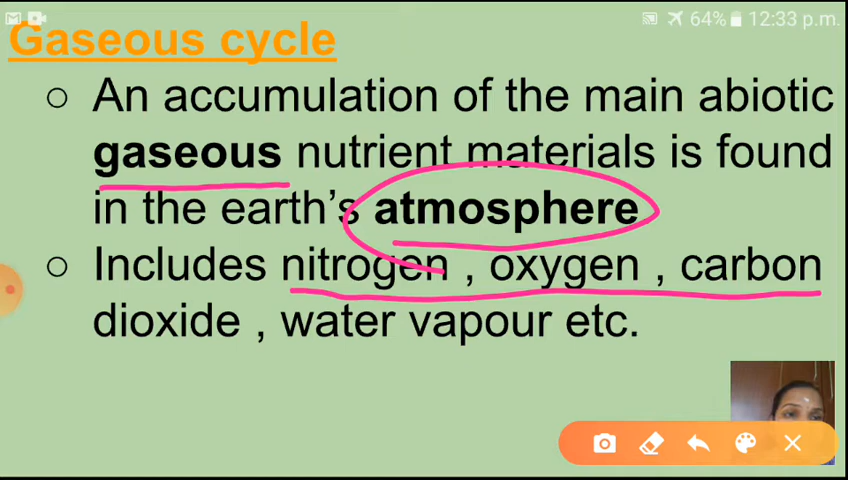 64% 12:33 p.m.
Gaseous cycle
○ An accumulation of the main abiotic
gaseous nutrient materials is found
in the earth’s atmosphere
○ Includes nitrogen , oxygen , carbon
dioxide , water vapour etc.